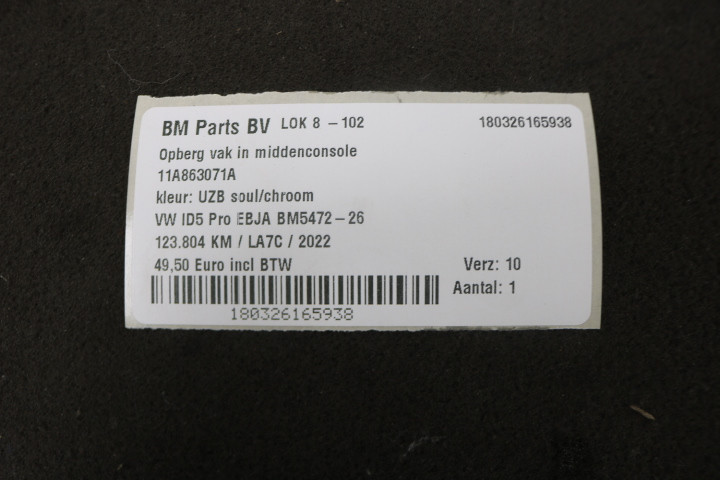 BM Parts BV LOK 8 - 102 180326165938
Opberg vak in middenconsole
11A863071A
kleur: UZB soul/chroom
VW ID5 Pro EBJA BM5472-26
123.804 KM / LA7C / 2022
49,50 Euro incl BTW Verz: 10
Aantal: 1
180326165938